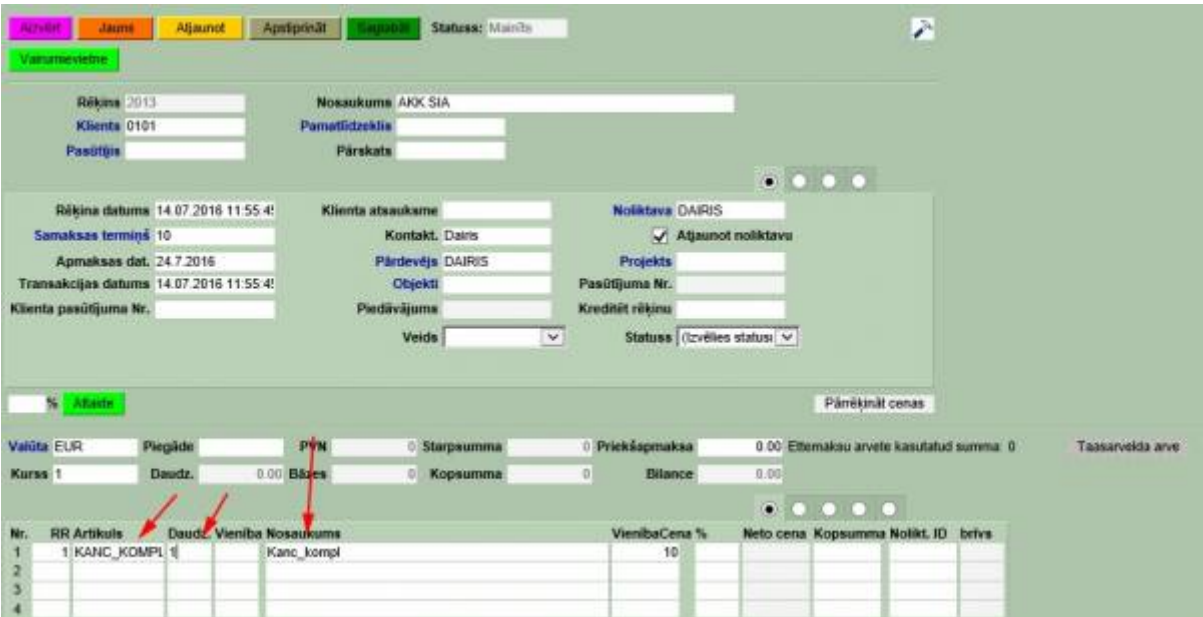 Aizvērt Jauns Atjaunot Apstiprināt Saglabāt Statuss: Mainīts
Vairumievietne
Rēķins 2013 Nosaukums AKK SIA
Klients 0101 Pamatlīdzeklis
Pasūtījis Pārskats
Rēķina datums 14.07.2016 11:55:4 Klienta atsauksme Noliktava DAIRIS
Samaksas termiņš 10 Kontakt. Dairis Atjaunot noliktavu
Apmaksas dat. 24.7.2016 Pārdevējs DAIRIS Projekts
Transakcijas datums 14.07.2016 11:55:4 Objekti Pasūtījuma Nr.
Klienta pasūtījuma Nr. Piedāvājums Kreditēt rēķinu
Veids Statuss (Izvēlies statusu
% Attaste Pārrēķināt cenas
Valūta EUR Piegāde PVN 0 Starpsumma 0 Priekšapmaksa 0.00 Ettemaksu arvete kasutatud summa: 0 Taasarvelda arve
Kurss 1 Daudz. 0.00 Bāzes 0 Kopsumma 0 Bilance 0.00
Nr. RR Artikuls Daudz. Vienība Nosaukums VienībaCena % Neto cena Kopsumma Nolikt. ID brīvs
1 1 KANC_KOMPL 1 Kanc_kompl 10
2
3
4